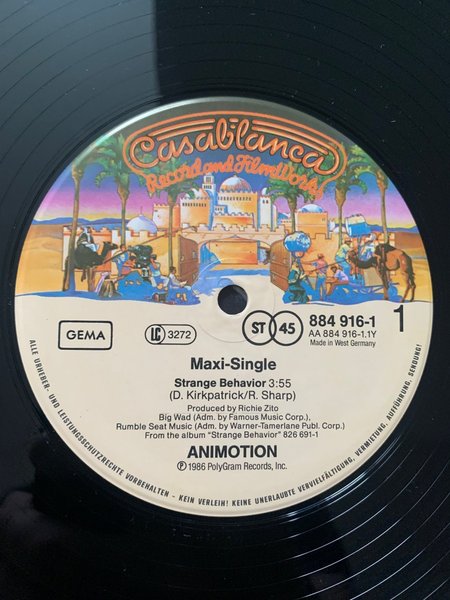 Casablanca
Record and FilmWorks
GEMA
LC 3272
ST 45
884 916-1
AA 884 916-1.1Y
Made in West Germany
1
Maxi-Single
Strange Behavior 3:55
(D. Kirkpatrick/R. Sharp)
Produced by Richie Zito
Big Wad (Adm. by Famous Music Corp.),
Rumble Seat Music (Adm. by Warner-Tamerlane Publ. Corp.)
From the album "Strange Behavior" 826 691-1
ANIMOTION
Ⓟ 1986 PolyGram Records, Inc.
ALLE URHEBER- UND LEISTUNGSSCHUTZRECHTE VORBEHALTEN - KEIN VERLEIH! KEINE UNERLAUBTE VERVIELFÄLTIGUNG, VERMIETUNG, AUFFÜHRUNG, SENDUNG!